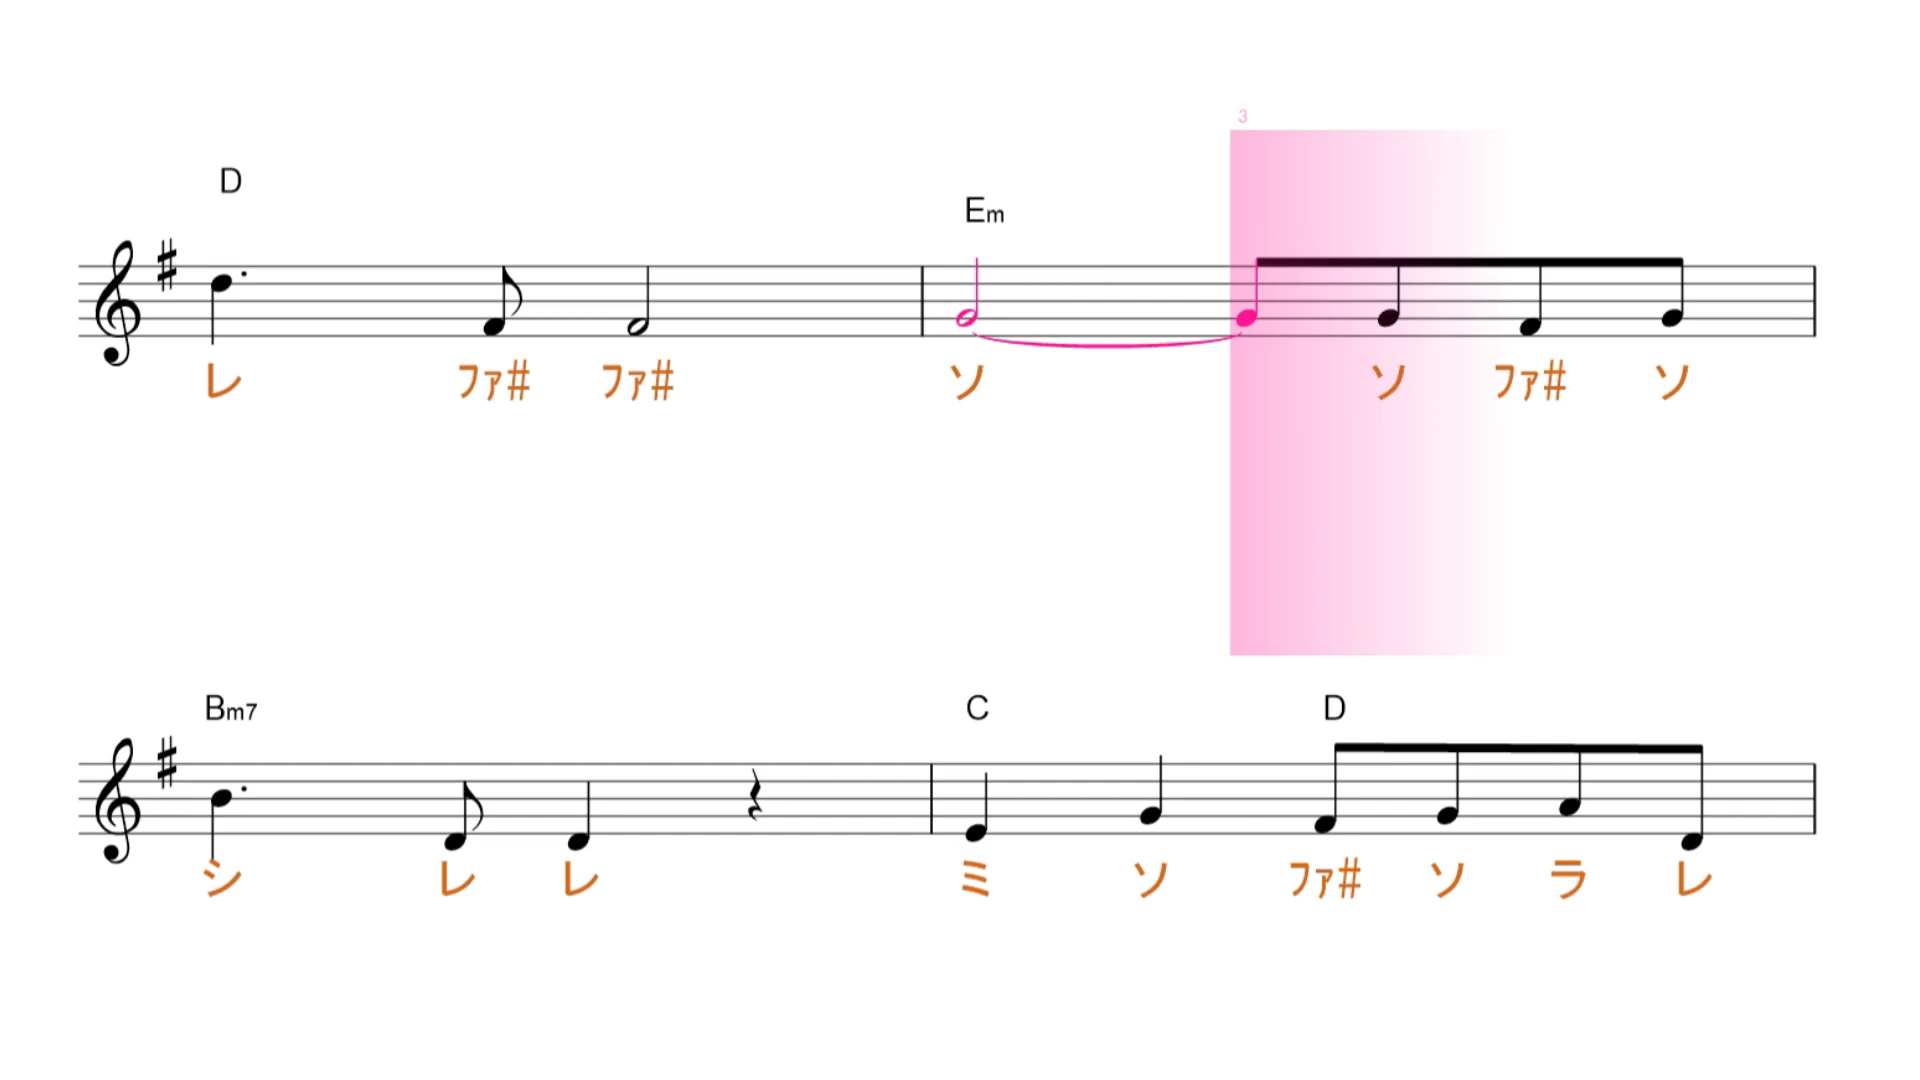 3
D Em
レ ﾌｧ# ﾌｧ# ソ ソ ﾌｧ# ソ
Bm7 C D
シ レ レ ミ ソ ﾌｧ# ソ ラ レ